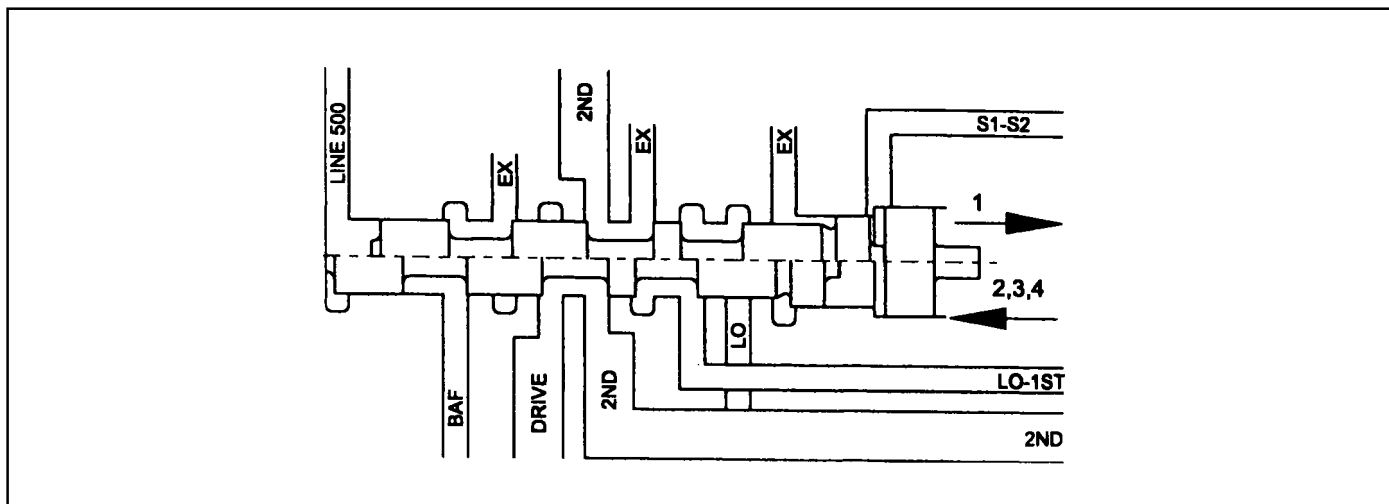 LINE 500
EX
2ND
EX
EX
S1-S2
1
2,3,4
BAF
DRIVE
2ND
LO
LO-1ST
2ND